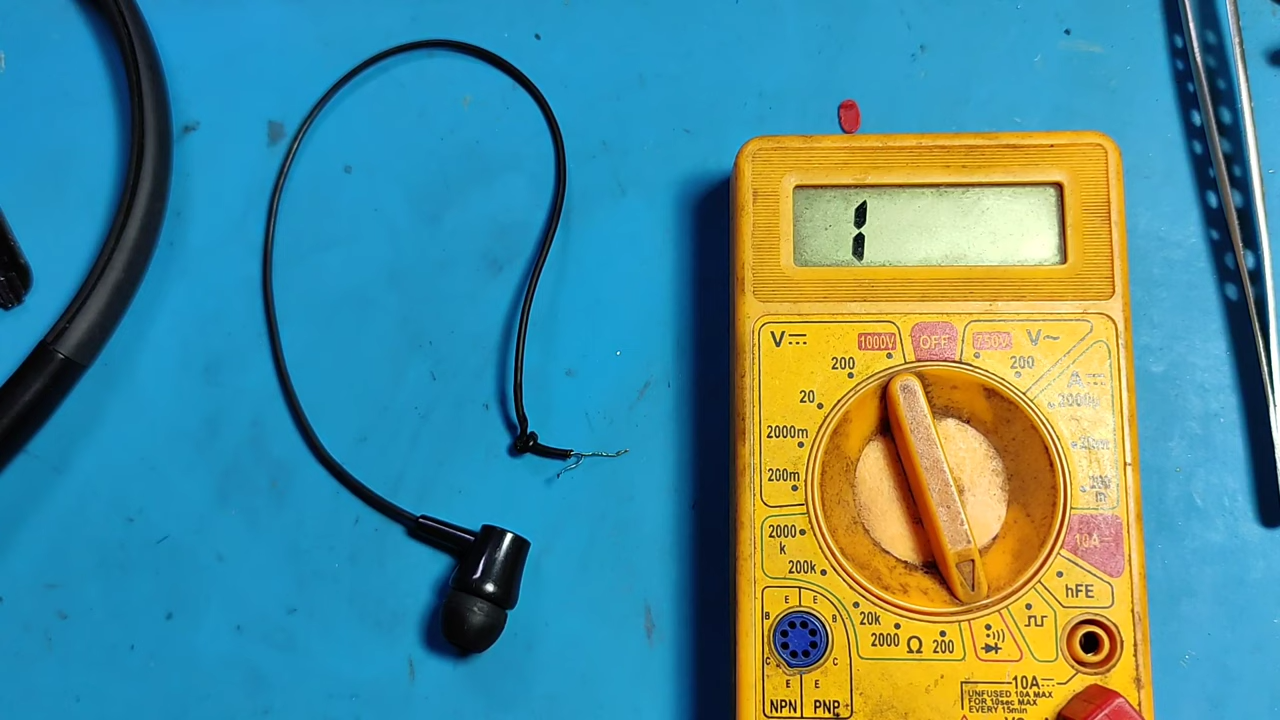 1
V⎓
1000V
OFF
750V
V~
200
200
20
2000m
200m
A⎓
10A⎓
2000
k
200k
20k
2000
Ω
200
hFE
E
E
B
B
C
C
E
E
NPN
PNP
10A⎓
UNFUSED 10A MAX
FOR 10sec MAX
EVERY 15min